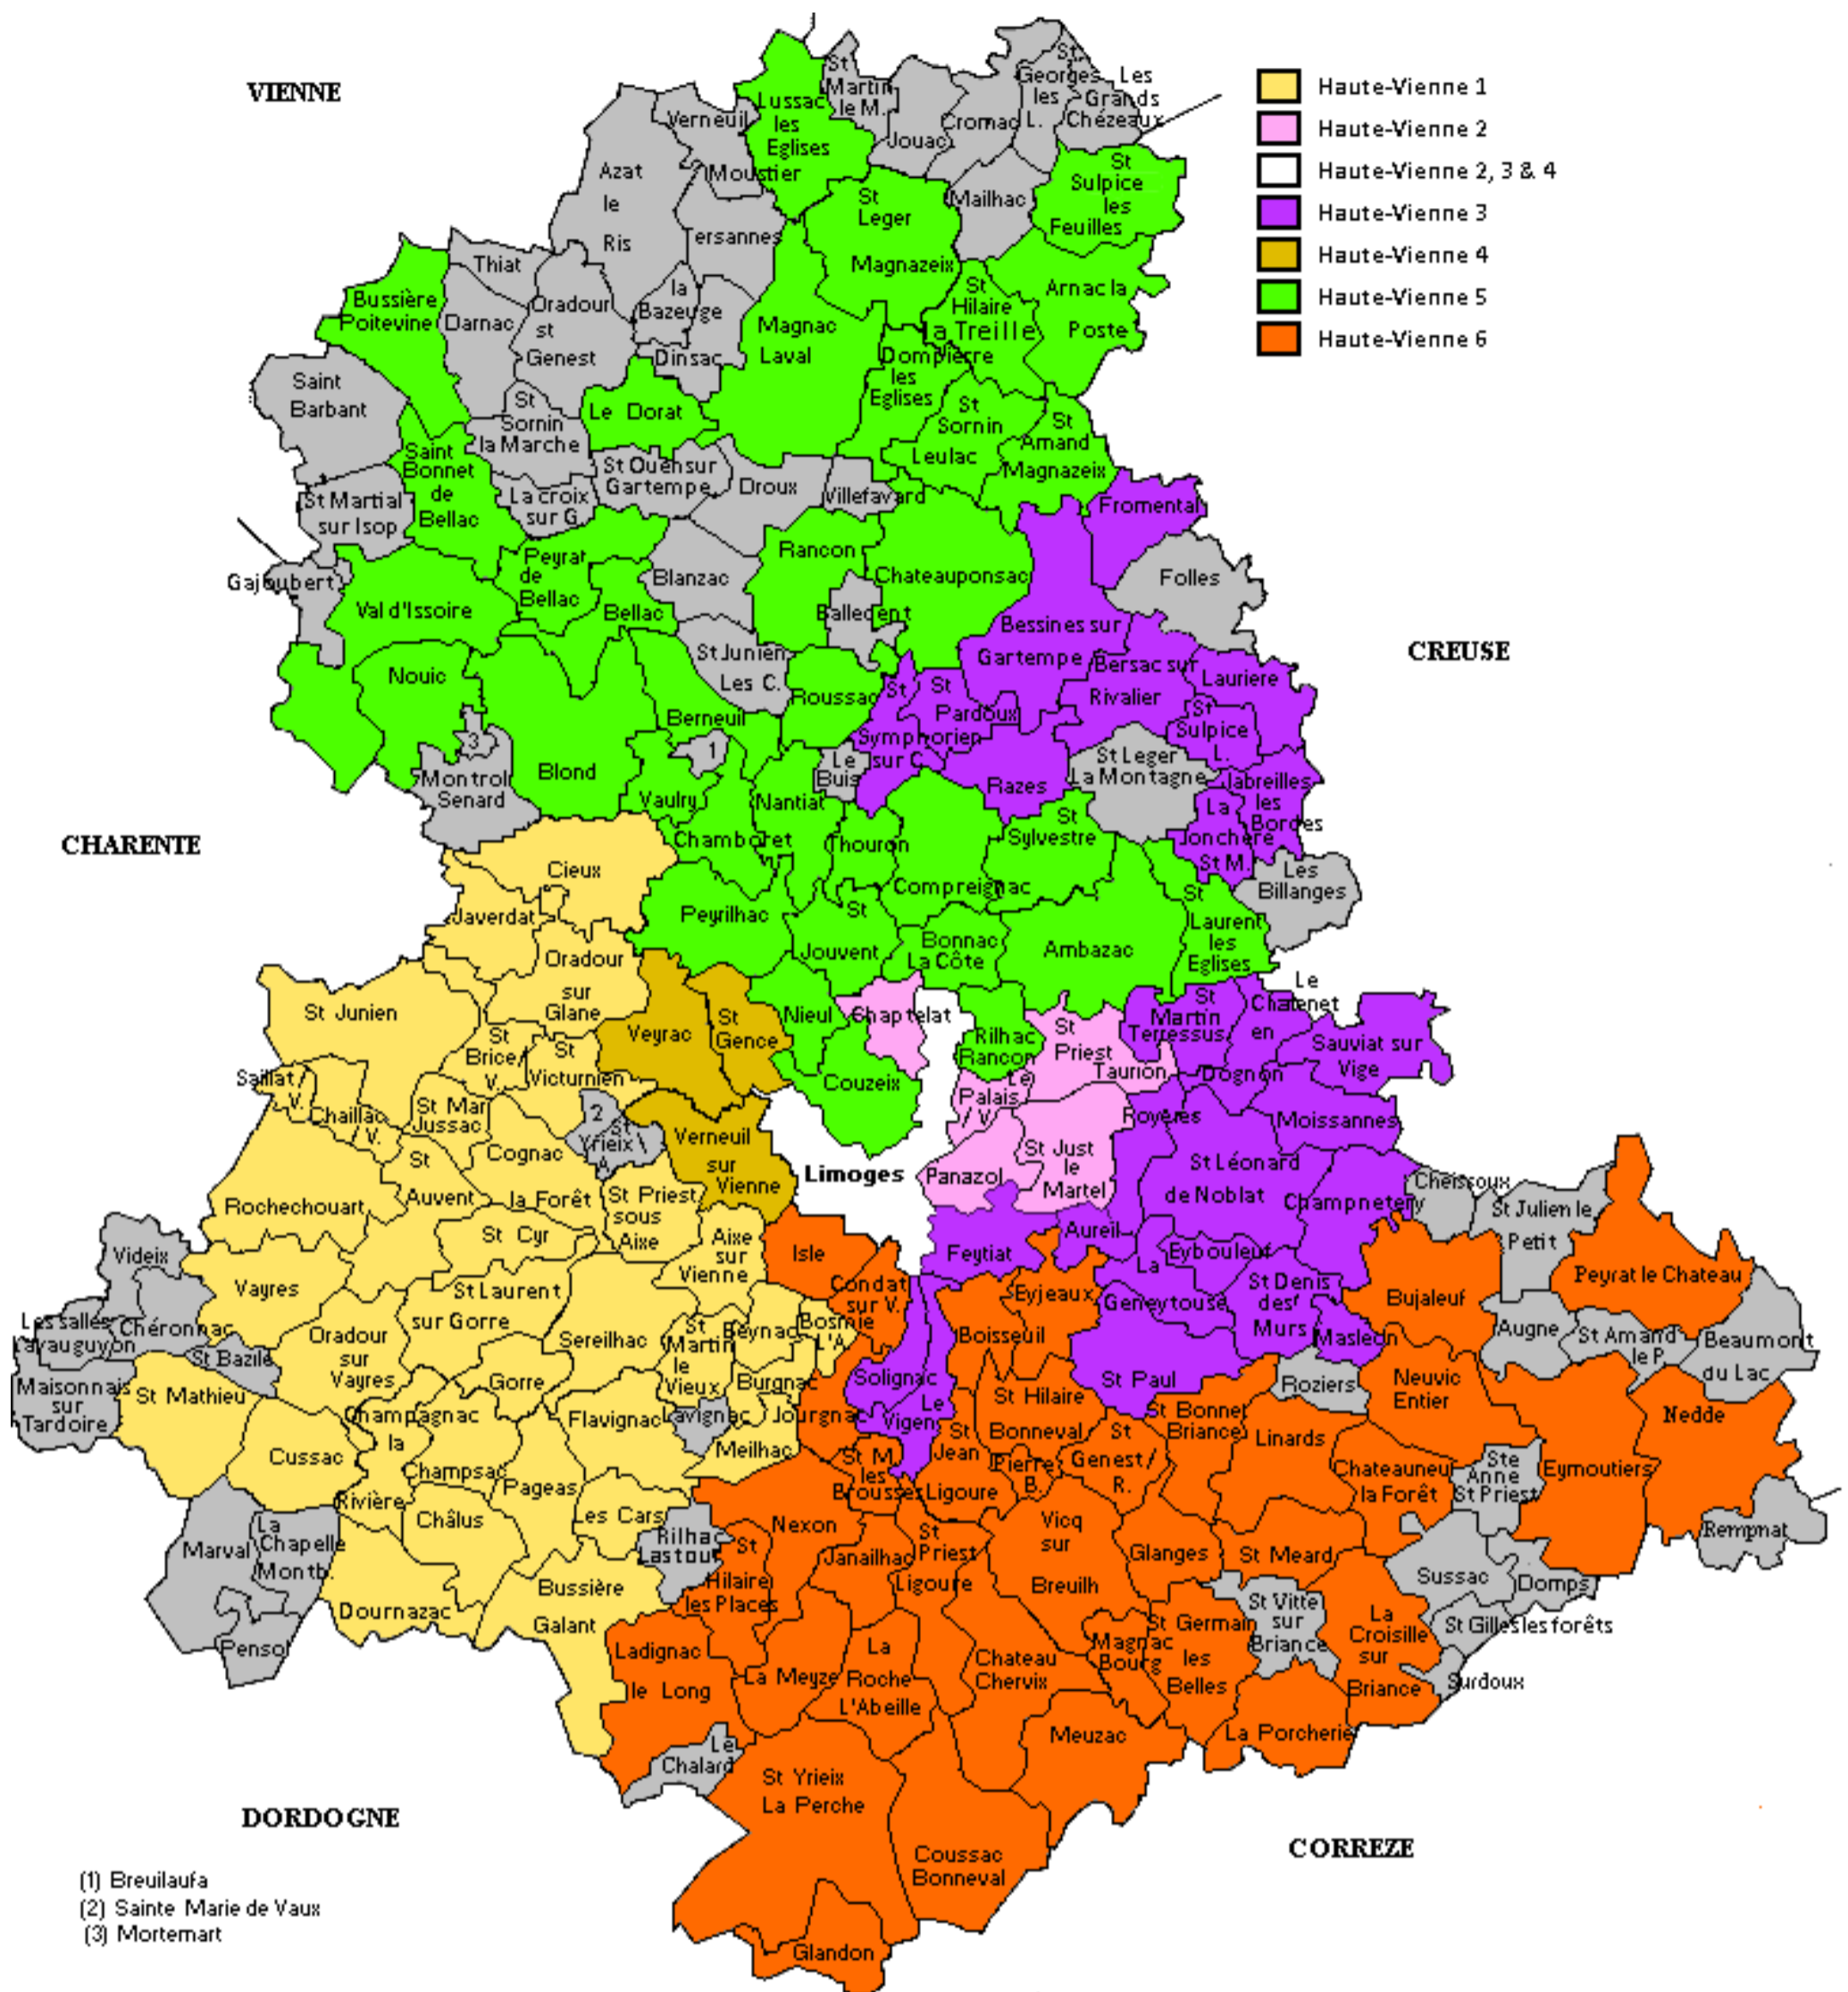 VIENNE
Haute-Vienne 1
Haute-Vienne 2
Haute-Vienne 2, 3 & 4
Haute-Vienne 3
Haute-Vienne 4
Haute-Vienne 5
Haute-Vienne 6
St
Martin
le M.
Jouac
Cromac
St
Georges
les
L.
Les
Grands
Chézeaux
Lussac
les
Eglises
Verneuil
Moustier
Azat
le
Ris
ersannes
Mailhac
St
Sulpice
les
Feuilles
St
Leger
Magnazeix
Thiat
Oradour
st
Genest
la
Bazeuge
Dinsac
Darnac
Bussière
Poitevine
Magnac
Laval
St
Hilaire
la Treille
Arnac la
Poste
Dompierre
les
Eglises
Saint
Barbant
St
Sornin
la Marche
Le Dorat
St
Sornin
Leulac
St
Amand
Magnazeix
Saint
Bonnet
de
Bellac
St Martial
sur Isop
La croix
sur G
St Ouen sur
Gartempe
Droux
Villefavard
Fromental
Folles
Gajoubert
Val d'Issoire
Peyrat
de
Bellac
Bellac
Blanzac
Rancon
Balledent
Chateauponsac
CREUSE
Bessines sur
Gartempe
Bersac sur
Rivalier
Lauriere
Nouic
St Junien
Les C.
Roussac
St
Symphorien
sur C.
St
Pardoux
St
Sulpice
L.
3
Montrol
Senard
Blond
Berneuil
1
Le
Buis
Razes
St Leger
La Montagne
Jabreilles
les
Bordes
La
Jonchere
St M.
CHARENTE
Vaulry
Nantiat
Chamboret
Thouron
St
Sylvestre
Compreignac
Les
Billanges
Cieux
Javerdat
Peyrilhac
St
Jouvent
Bonnac
La Côte
Ambazac
St
Laurent
les
Eglises
Oradour
sur
Glane
St Junien
Veyrac
St
Gence
Nieul
Chaptelat
Rilhac
Rancon
St
Priest
Taurion
St
Martin
Terressus
Le
Chatenet
en
Dognon
Sauviat sur
Vige
St
Brice/
V.
St
Victurnien
Couzeix
Le
Palais
/ V
Royères
Moissannes
Saillat /
V.
Chaillac
/ V.
St Mar
Jussac
Cognac
la Forêt
2
St
Yrieix \
A
Verneuil
sur
Vienne
Limoges
Panazol
St Just
le
Martel
St Léonard
de Noblat
Champnetery
Cheissoux
St Julien le
Petit
Rochechouart
St
Auvent
St Priest
sous
Aixe
St Cyr
Aixe
sur
Vienne
Isle
Condat
sur V.
Feytiat
Aureil
Eybouleuf
Peyrat le Chateau
Videix
Vayres
St Laurent
sur Gorre
Eyjeaux
La
Geneytouse
St Denis
des
Murs
Bujaleuf
Masleon
Augne
St Amand
le P.
Beaumont
du Lac
Les salles
Lavauguyon
Chéronnac
St Bazile
Oradour
sur
Vayres
Sereilhac
St
Martin
le
Vieux
Beynac
Bosmie
L'A
Boisseuil
Maisonnais
sur
Tardoire
St Mathieu
Gorre
Burgnac
Solignac
Le
Vigen
St Paul
Roziers
Neuvic
Entier
Nedde
Cussac
Champagnac
la
Rivière
Flavignac
Lavignac
Jourgnac
Meilhac
St Hilaire
Bonneval
St Bonnet
Briance
Linards
Champsac
Pageas
St M.
les
Brousses
St
Jean
Ligoure
Pierre
B.
St
Genest /
R.
Chateauneu
la Forêt
Ste
Anne
St Priest
Eymoutiers
Châlus
Les Cars
Rilhac
Lastour
Nexon
Vicq
sur
Breuilh
Rempnat
Marval
La
Chapelle
Montb.
Pensol
Dournazac
Bussière
Galant
St
Hilaire
les Places
Janailhac
St
Priest
Ligoure
Glanges
St Meard
Sussac
Domps
St Gilles les forêts
Surdoux
Ladignac
le Long
La Meyze
La
Roche
L'Abeille
Chateau
Chervix
Magnac
Bourg
St Germain
les
Belles
St Vitte
sur
Briance
La
Croisille
sur
Briance
La Porcherie
Meuzac
Le
Chalard
St Yrieix
La Perche
Coussac
Bonneval
Glandon
DORDOGNE
CORREZE
(1) Breuilaufa
(2) Sainte Marie de Vaux
(3) Mortemart